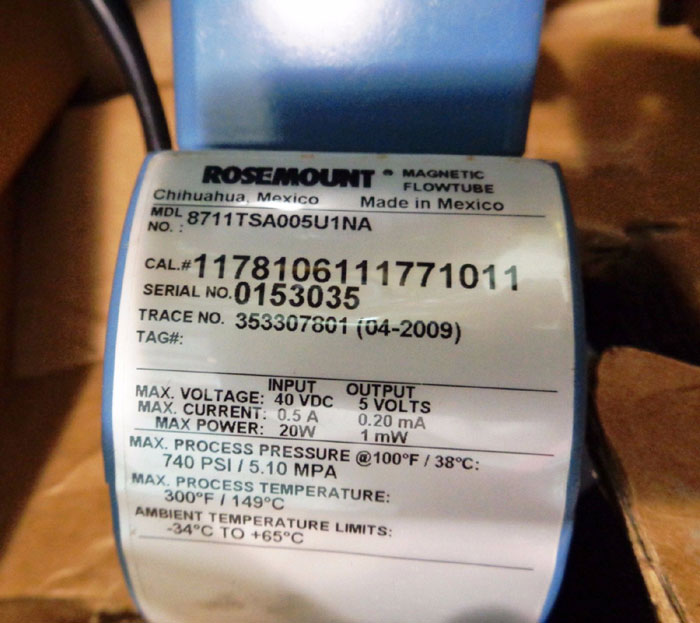 ROSEMOUNT ® MAGNETIC FLOWTUBE
Chihuahua, Mexico Made in Mexico
MDL NO. : 8711TSA005U1NA
CAL.# 1178106111771011
SERIAL NO. 0153035
TRACE NO. 353307801 (04-2009)
TAG#:
INPUT OUTPUT
MAX. VOLTAGE: 40 VDC 5 VOLTS
MAX. CURRENT: 0.5 A 0.20 mA
MAX POWER: 20W 1 mW
MAX. PROCESS PRESSURE @100°F / 38°C:
740 PSI / 5.10 MPA
MAX. PROCESS TEMPERATURE:
300°F / 149°C
AMBIENT TEMPERATURE LIMITS:
-34°C TO +65°C